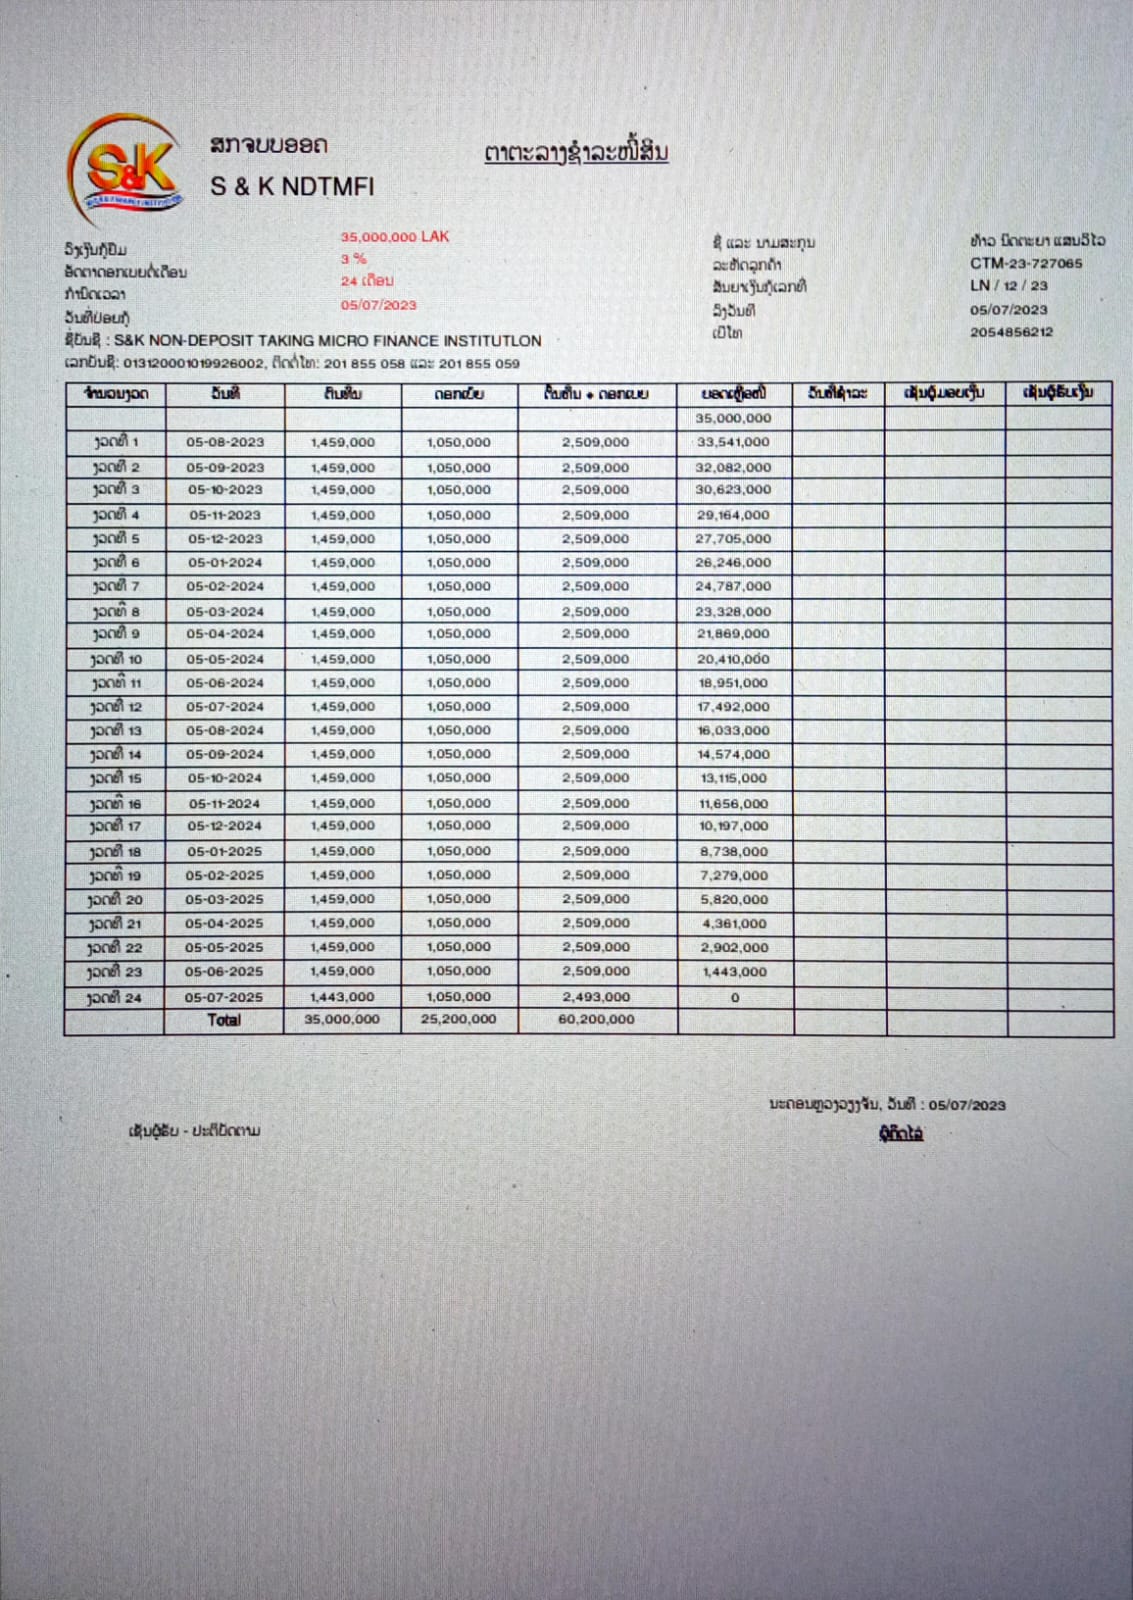 S&K
ສກຈບບອອດ
S & K NDTMFI
ຕາຕະລາງຊໍາລະໜີ້ສິນ
ວົງເງິນກູ້ຢືມ 35,000,000 LAK
ອັດຕາດອກເບຍຕໍ່ເດືອນ 3 %
ກໍານົດເວລາ 24 ເດືອນ
ວັນທີ່ປ່ອຍກູ້ 05/07/2023
ຊື່ ແລະ ນາມສະກຸນ ທ້າວ ນິດຕະຍາ ແສນວິໄວ
ລະຫັດລູກຄ້າ CTM-23-727065
ສັນຍາເງິນກູ້ເລກທີ່ LN / 12 / 23
ລົງວັນທີ 05/07/2023
ເບີໂທ 2054856212
ຊື່ບັນຊີ : S&K NON-DEPOSIT TAKING MICRO FINANCE INSTITUTLON
ເລກບັນຊີ: 013120001019926002, ຕິດຕໍ່ໂທ: 201 855 058 ແລະ 201 855 059
ຈໍານວນງວດ ວັນທີ ຕົ້ນທຶນ ດອກເບ້ຍ ຕົ້ນທຶນ + ດອກເບຍ ຍອດເຫຼືອໜີ້ ວັນທີຊໍາລະ ເຊັນຜູ້ມອບເງິນ ເຊັນຜູ້ຮັບເງິນ
35,000,000
ງວດທີ 1 05-08-2023 1,459,000 1,050,000 2,509,000 33,541,000
ງວດທີ 2 05-09-2023 1,459,000 1,050,000 2,509,000 32,082,000
ງວດທີ 3 05-10-2023 1,459,000 1,050,000 2,509,000 30,623,000
ງວດທີ 4 05-11-2023 1,459,000 1,050,000 2,509,000 29,164,000
ງວດທີ 5 05-12-2023 1,459,000 1,050,000 2,509,000 27,705,000
ງວດທີ 6 05-01-2024 1,459,000 1,050,000 2,509,000 26,246,000
ງວດທີ 7 05-02-2024 1,459,000 1,050,000 2,509,000 24,787,000
ງວດທີ 8 05-03-2024 1,459,000 1,050,000 2,509,000 23,328,000
ງວດທີ 9 05-04-2024 1,459,000 1,050,000 2,509,000 21,869,000
ງວດທີ 10 05-05-2024 1,459,000 1,050,000 2,509,000 20,410,000
ງວດທີ 11 05-06-2024 1,459,000 1,050,000 2,509,000 18,951,000
ງວດທີ 12 05-07-2024 1,459,000 1,050,000 2,509,000 17,492,000
ງວດທີ 13 05-08-2024 1,459,000 1,050,000 2,509,000 16,033,000
ງວດທີ 14 05-09-2024 1,459,000 1,050,000 2,509,000 14,574,000
ງວດທີ 15 05-10-2024 1,459,000 1,050,000 2,509,000 13,115,000
ງວດທີ 16 05-11-2024 1,459,000 1,050,000 2,509,000 11,656,000
ງວດທີ 17 05-12-2024 1,459,000 1,050,000 2,509,000 10,197,000
ງວດທີ 18 05-01-2025 1,459,000 1,050,000 2,509,000 8,738,000
ງວດທີ 19 05-02-2025 1,459,000 1,050,000 2,509,000 7,279,000
ງວດທີ 20 05-03-2025 1,459,000 1,050,000 2,509,000 5,820,000
ງວດທີ 21 05-04-2025 1,459,000 1,050,000 2,509,000 4,361,000
ງວດທີ 22 05-05-2025 1,459,000 1,050,000 2,509,000 2,902,000
ງວດທີ 23 05-06-2025 1,459,000 1,050,000 2,509,000 1,443,000
ງວດທີ 24 05-07-2025 1,443,000 1,050,000 2,493,000 0
Total 35,000,000 25,200,000 60,200,000
ນະຄອນຫຼວງວຽງຈັນ, ວັນທີ : 05/07/2023
ເຊັນຜູ້ຮັບ - ປະຕິບັດຕາມ
ຜູ້ຄິດໄລ່